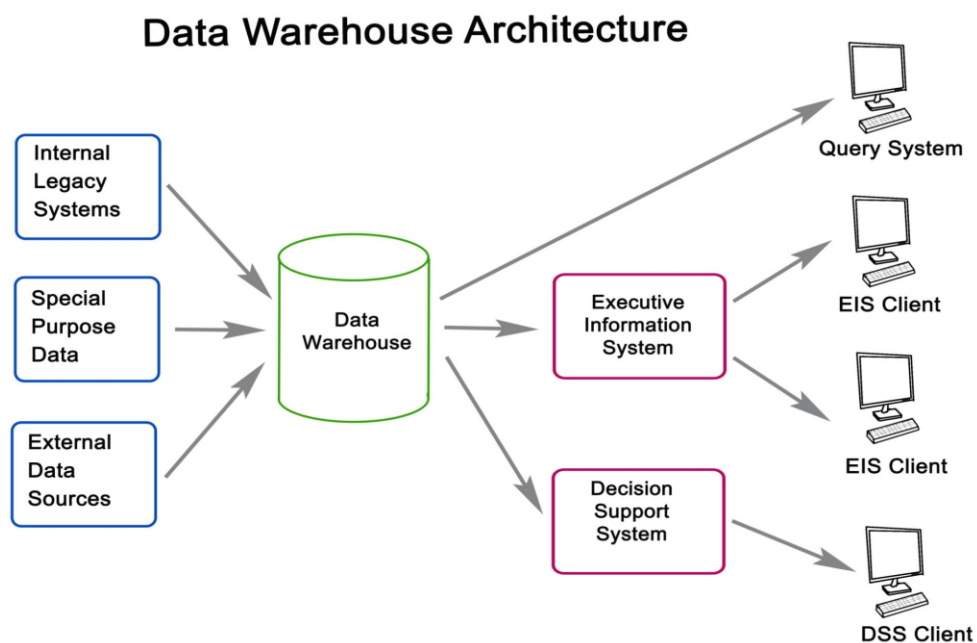 Data Warehouse Architecture
Internal
Legacy
Systems
Special
Purpose
Data
External
Data
Sources
Data
Warehouse
Executive
Information
System
Decision
Support
System
Query System
EIS Client
EIS Client
DSS Client